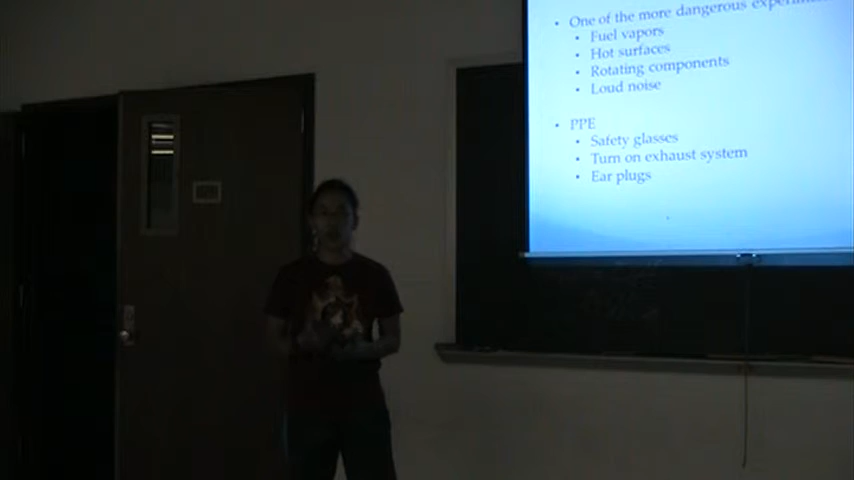 • One of the more dangerous
• Fuel vapors
• Hot surfaces
• Rotating components
• Loud noise
• PPE
• Safety glasses
• Turn on exhaust system
• Ear plugs